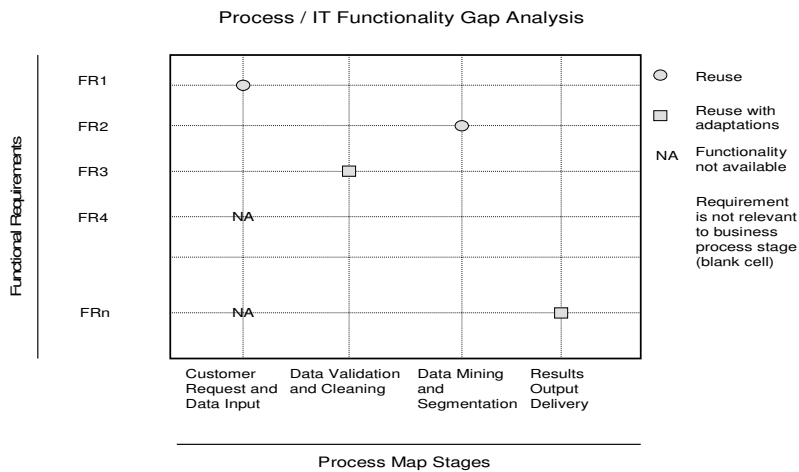 Process / IT Functionality Gap Analysis
Functional Requirements
FR1
FR2
FR3
FR4
NA
FRn
NA
Reuse
Reuse with
adaptations
NA
Functionality
not available
Requirement
is not relevant
to business
process stage
(blank cell)
Customer
Request and
Data Input
Data Validation
and Cleaning
Data Mining
and
Segmentation
Results
Output
Delivery
Process Map Stages